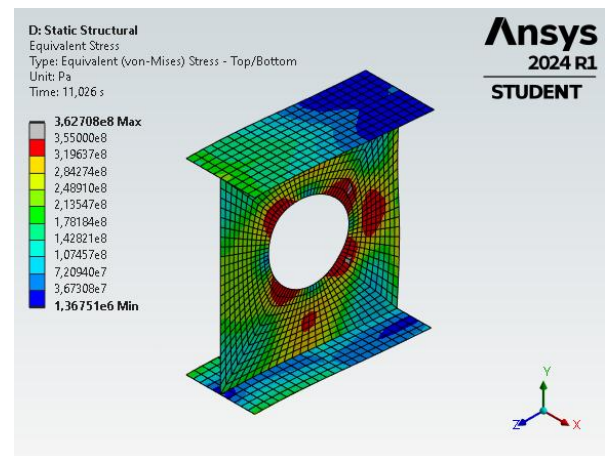 D: Static Structural
Equivalent Stress
Type: Equivalent (von-Mises) Stress - Top/Bottom
Unit: Pa
Time: 11,026 s
3,62708e8 Max
3,55000e8
3,19637e8
2,84274e8
2,48910e8
2,13547e8
1,78184e8
1,42821e8
1,07457e8
7,20940e7
3,67308e7
1,36751e6 Min
Ansys
2024 R1
STUDENT
Y
Z
X